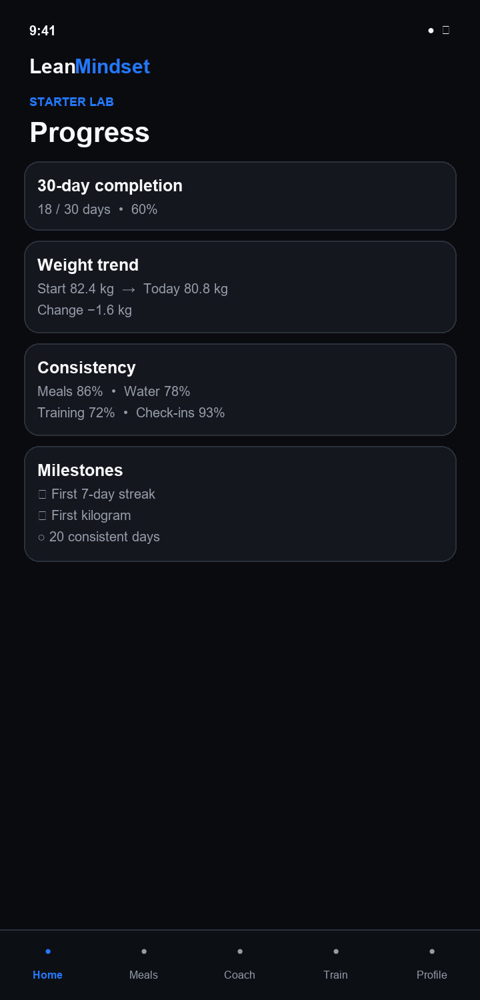 9:41
LeanMindset
STARTER LAB
Progress
30-day completion
18 / 30 days • 60%
Weight trend
Start 82.4 kg → Today 80.8 kg
Change −1.6 kg
Consistency
Meals 86% • Water 78%
Training 72% • Check-ins 93%
Milestones
□ First 7-day streak
□ First kilogram
○ 20 consistent days
Home Meals Coach Train Profile